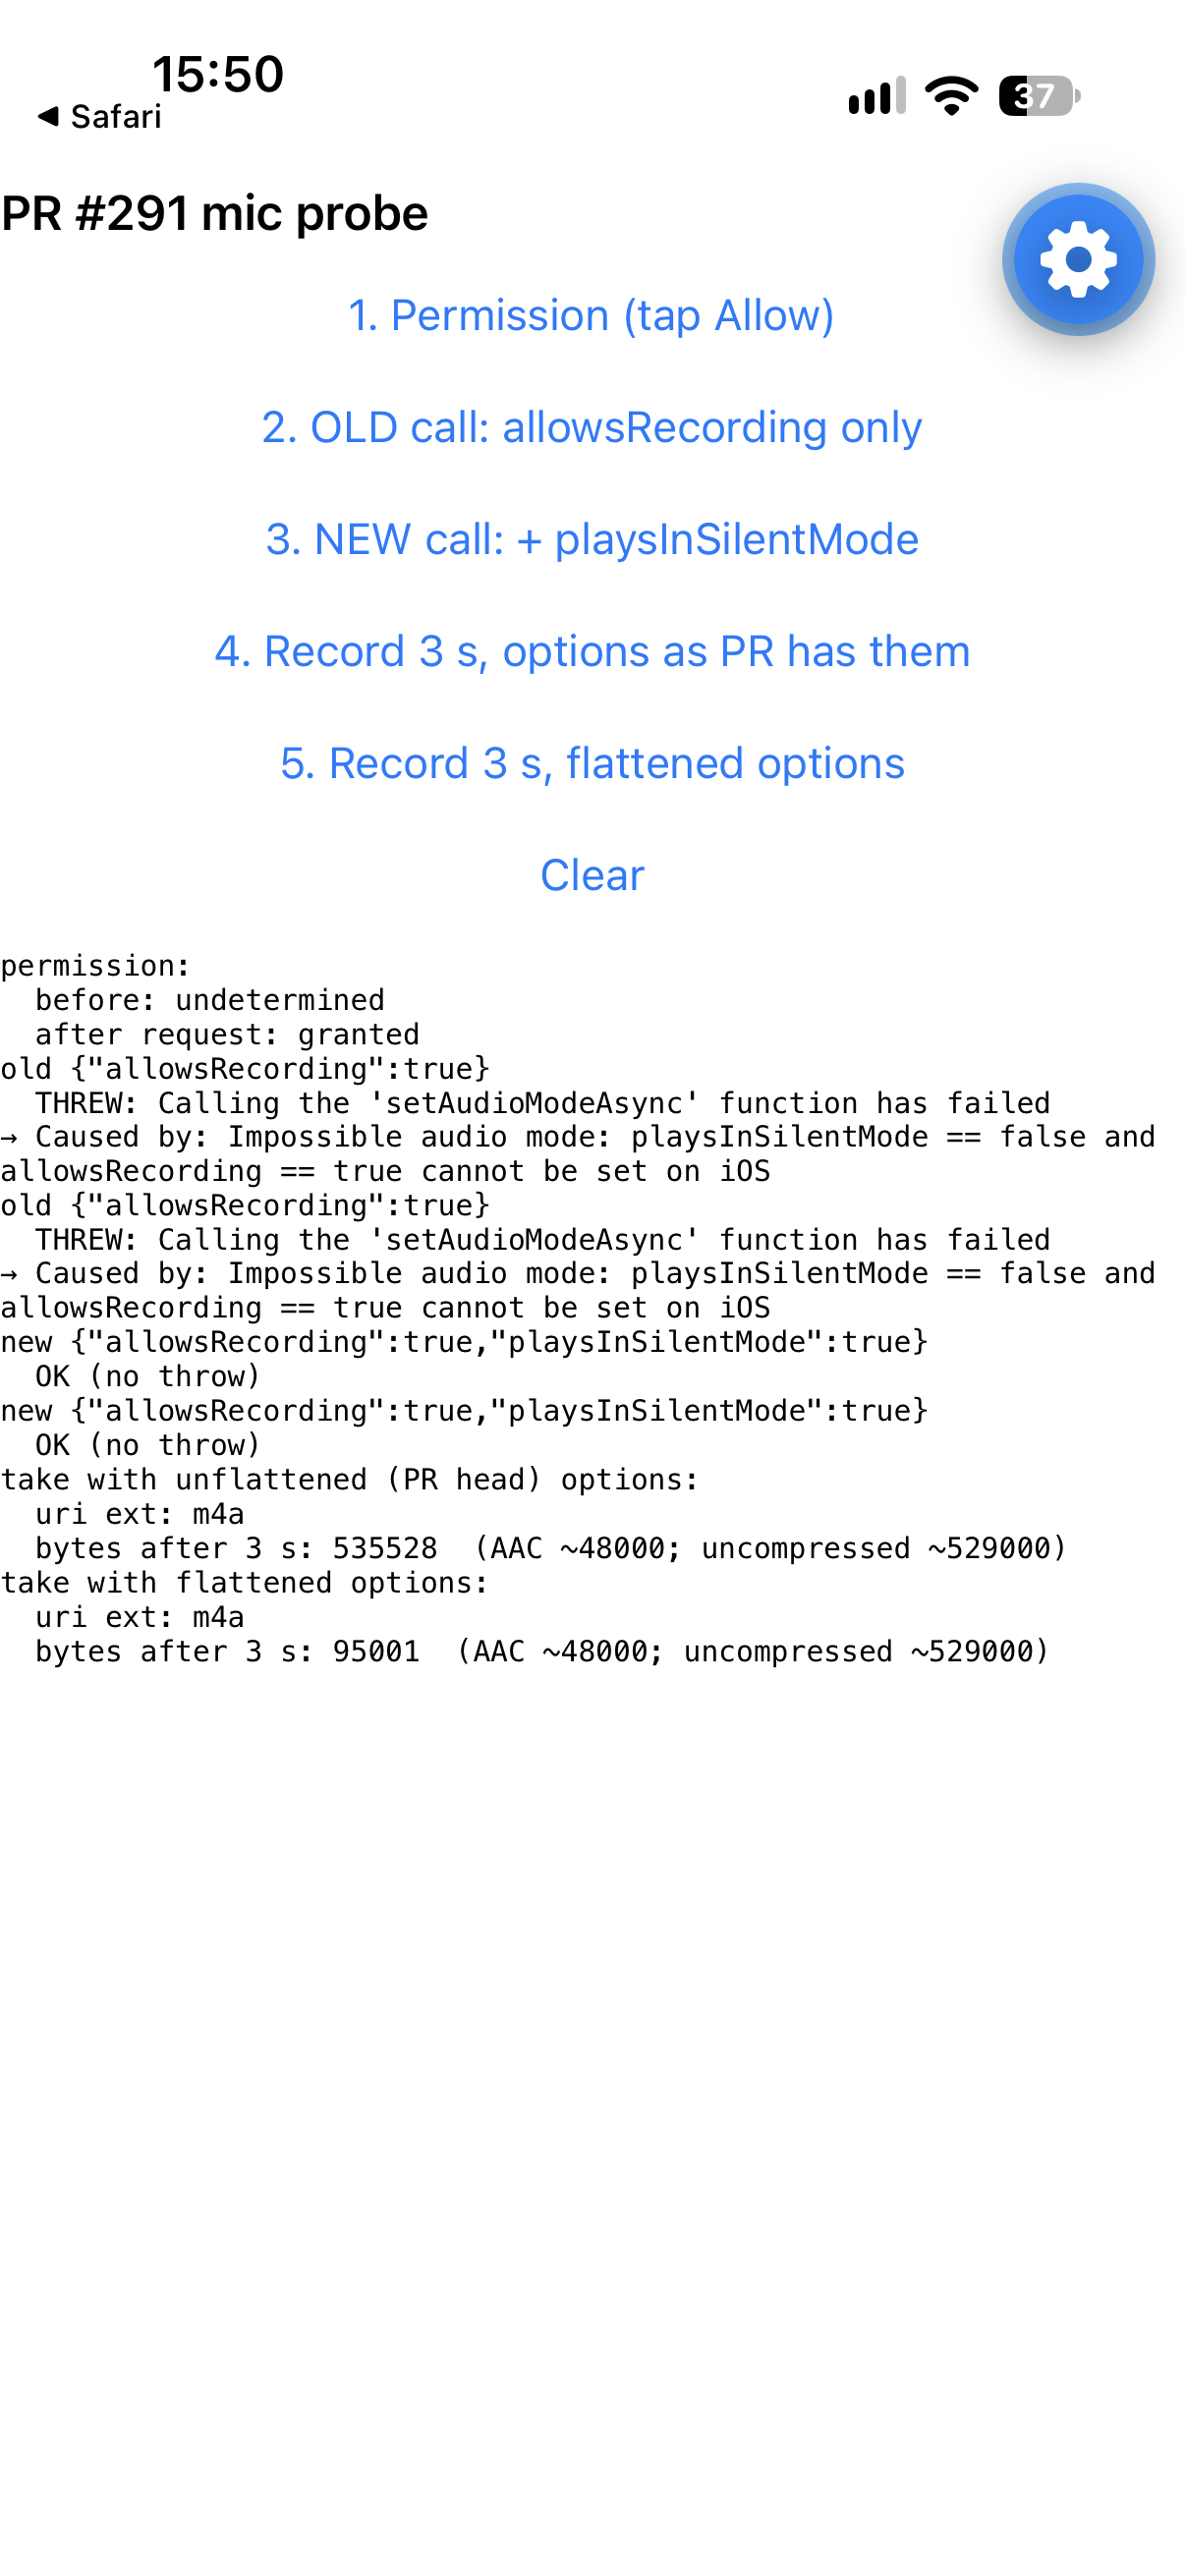 15:50
◀ Safari
37
PR #291 mic probe
1. Permission (tap Allow)
2. OLD call: allowsRecording only
3. NEW call: + playsInSilentMode
4. Record 3 s, options as PR has them
5. Record 3 s, flattened options
Clear
permission:
  before: undetermined
  after request: granted
old {"allowsRecording":true}
  THREW: Calling the 'setAudioModeAsync' function has failed
→ Caused by: Impossible audio mode: playsInSilentMode == false and
allowsRecording == true cannot be set on iOS
old {"allowsRecording":true}
  THREW: Calling the 'setAudioModeAsync' function has failed
→ Caused by: Impossible audio mode: playsInSilentMode == false and
allowsRecording == true cannot be set on iOS
new {"allowsRecording":true,"playsInSilentMode":true}
  OK (no throw)
new {"allowsRecording":true,"playsInSilentMode":true}
  OK (no throw)
take with unflattened (PR head) options:
  uri ext: m4a
  bytes after 3 s: 535528  (AAC ~48000; uncompressed ~529000)
take with flattened options:
  uri ext: m4a
  bytes after 3 s: 95001  (AAC ~48000; uncompressed ~529000)